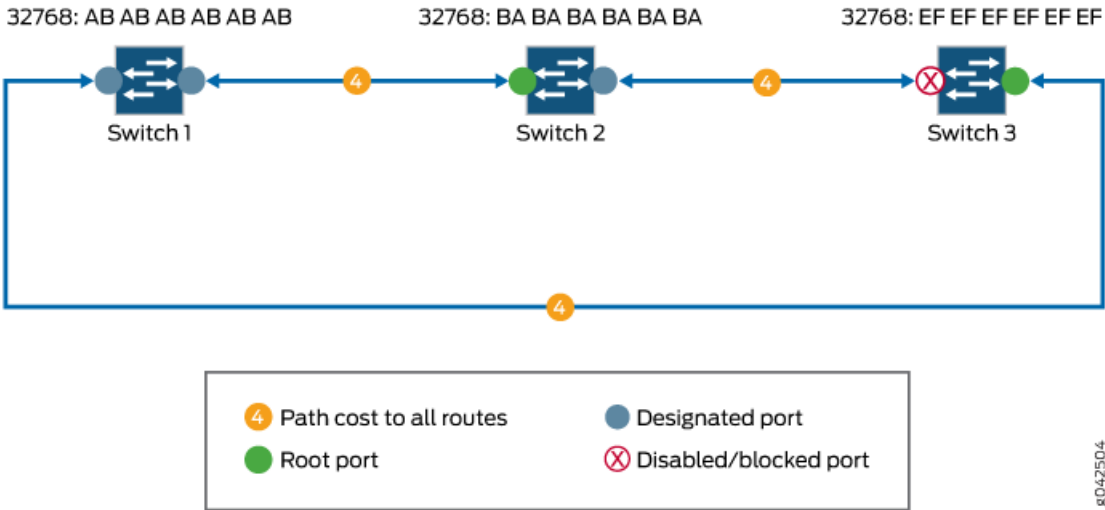 32768: AB AB AB AB AB AB
32768: BA BA BA BA BA BA
32768: EF EF EF EF EF EF
4
4
X
Switch 1
Switch 2
Switch 3
4
4 Path cost to all routes
Designated port
Root port
X Disabled/blocked port
g042504